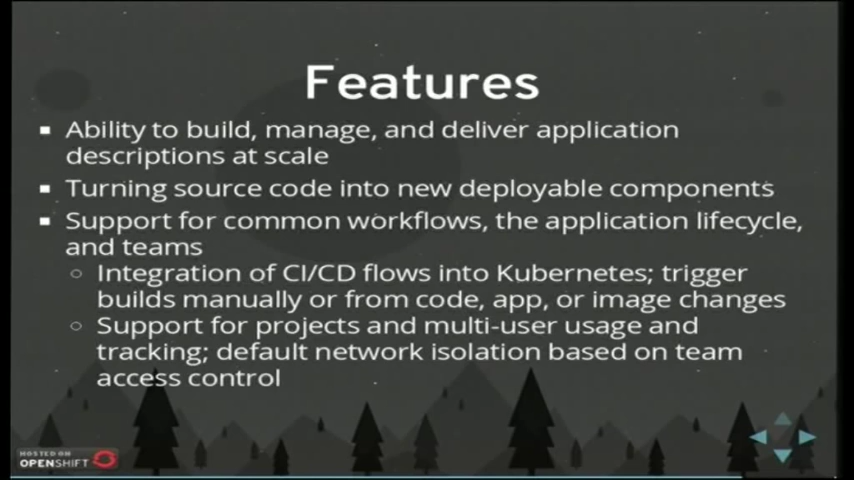 Features
▪ Ability to build, manage, and deliver application
descriptions at scale
▪ Turning source code into new deployable components
▪ Support for common workflows, the application lifecycle,
and teams
○ Integration of CI/CD flows into Kubernetes; trigger
builds manually or from code, app, or image changes
○ Support for projects and multi-user usage and
tracking; default network isolation based on team
access control
HOSTED ON
OPENSHIFT